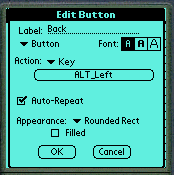 Edit Button
Label: Back
Button Font: A A A
Action: Key
ALT_Left
Auto-Repeat
Appearance: Rounded Rect
Filled
OK Cancel